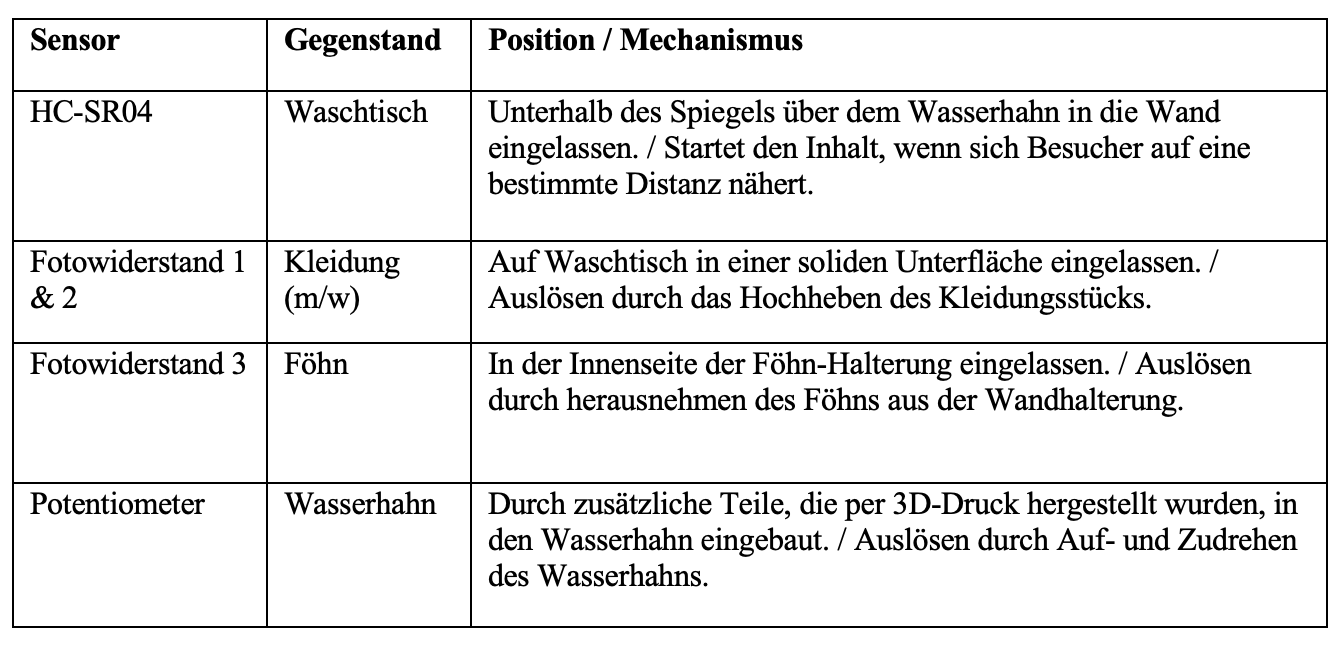 Sensor Gegenstand Position / Mechanismus
HC-SR04 Waschtisch Unterhalb des Spiegels über dem Wasserhahn in die Wand
eingelassen. / Startet den Inhalt, wenn sich Besucher auf eine
bestimmte Distanz nähert.
Fotowiderstand 1 Kleidung Auf Waschtisch in einer soliden Unterfläche eingelassen. /
& 2 (m/w) Auslösen durch das Hochheben des Kleidungsstücks.
Fotowiderstand 3 Föhn In der Innenseite der Föhn-Halterung eingelassen. / Auslösen
durch herausnehmen des Föhns aus der Wandhalterung.
Potentiometer Wasserhahn Durch zusätzliche Teile, die per 3D-Druck hergestellt wurden, in
den Wasserhahn eingebaut. / Auslösen durch Auf- und Zudrehen
des Wasserhahns.